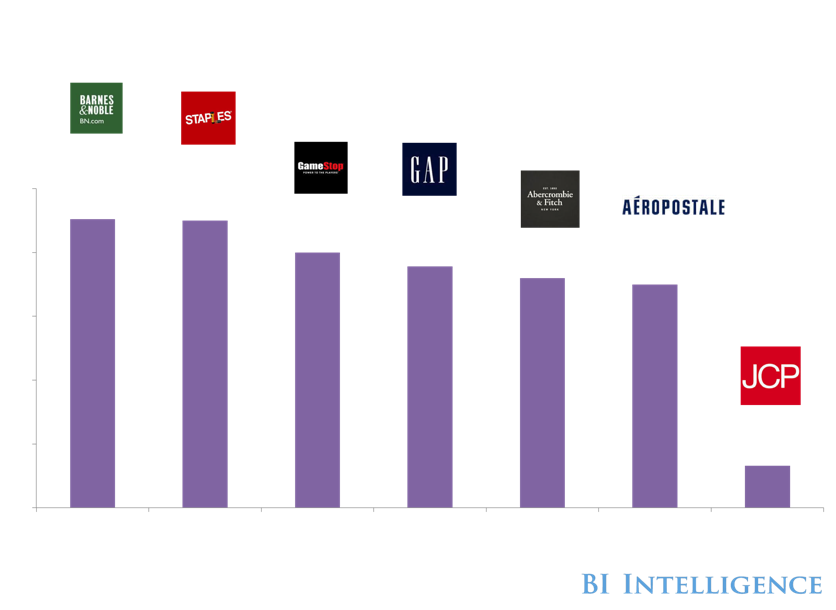 BARNES
&NOBLE
BN.com
STAPLES
GameStop
POWER TO THE PLAYERS
GAP
EST. 1892
Abercrombie
& Fitch
NEW YORK
AÉROPOSTALE
JCP
BI INTELLIGENCE